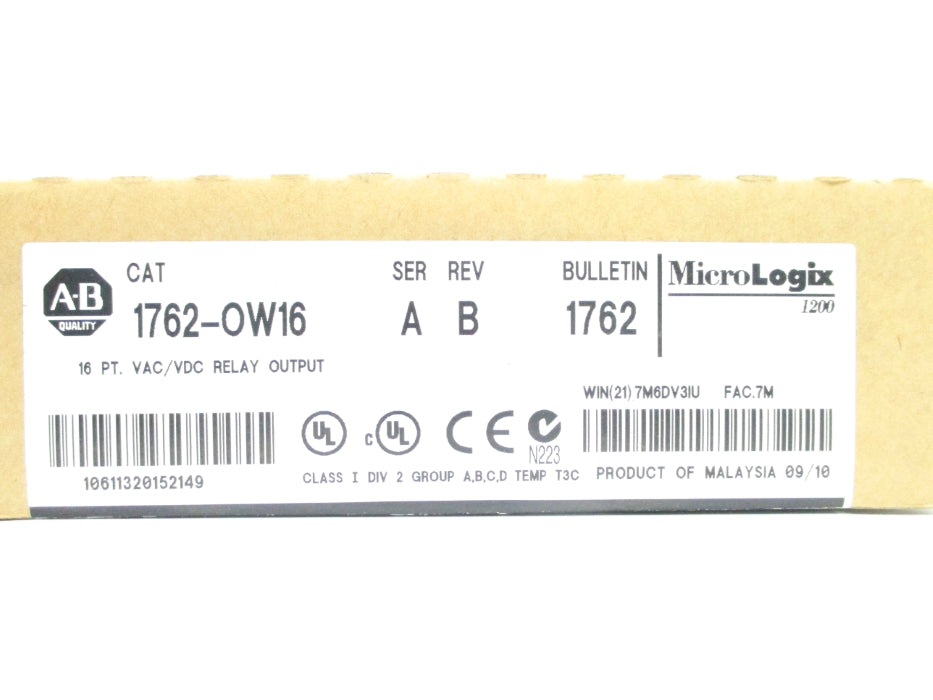 A-B
QUALITY
CAT
1762-OW16
SER REV
A B
BULLETIN
1762
MicroLogix
1200
16 PT. VAC/VDC RELAY OUTPUT
10611320152149
UL
c UL
CE
N223
CLASS I DIV 2 GROUP A,B,C,D TEMP T3C
WIN(21) 7M6DV3IU FAC.7M
PRODUCT OF MALAYSIA 09/10